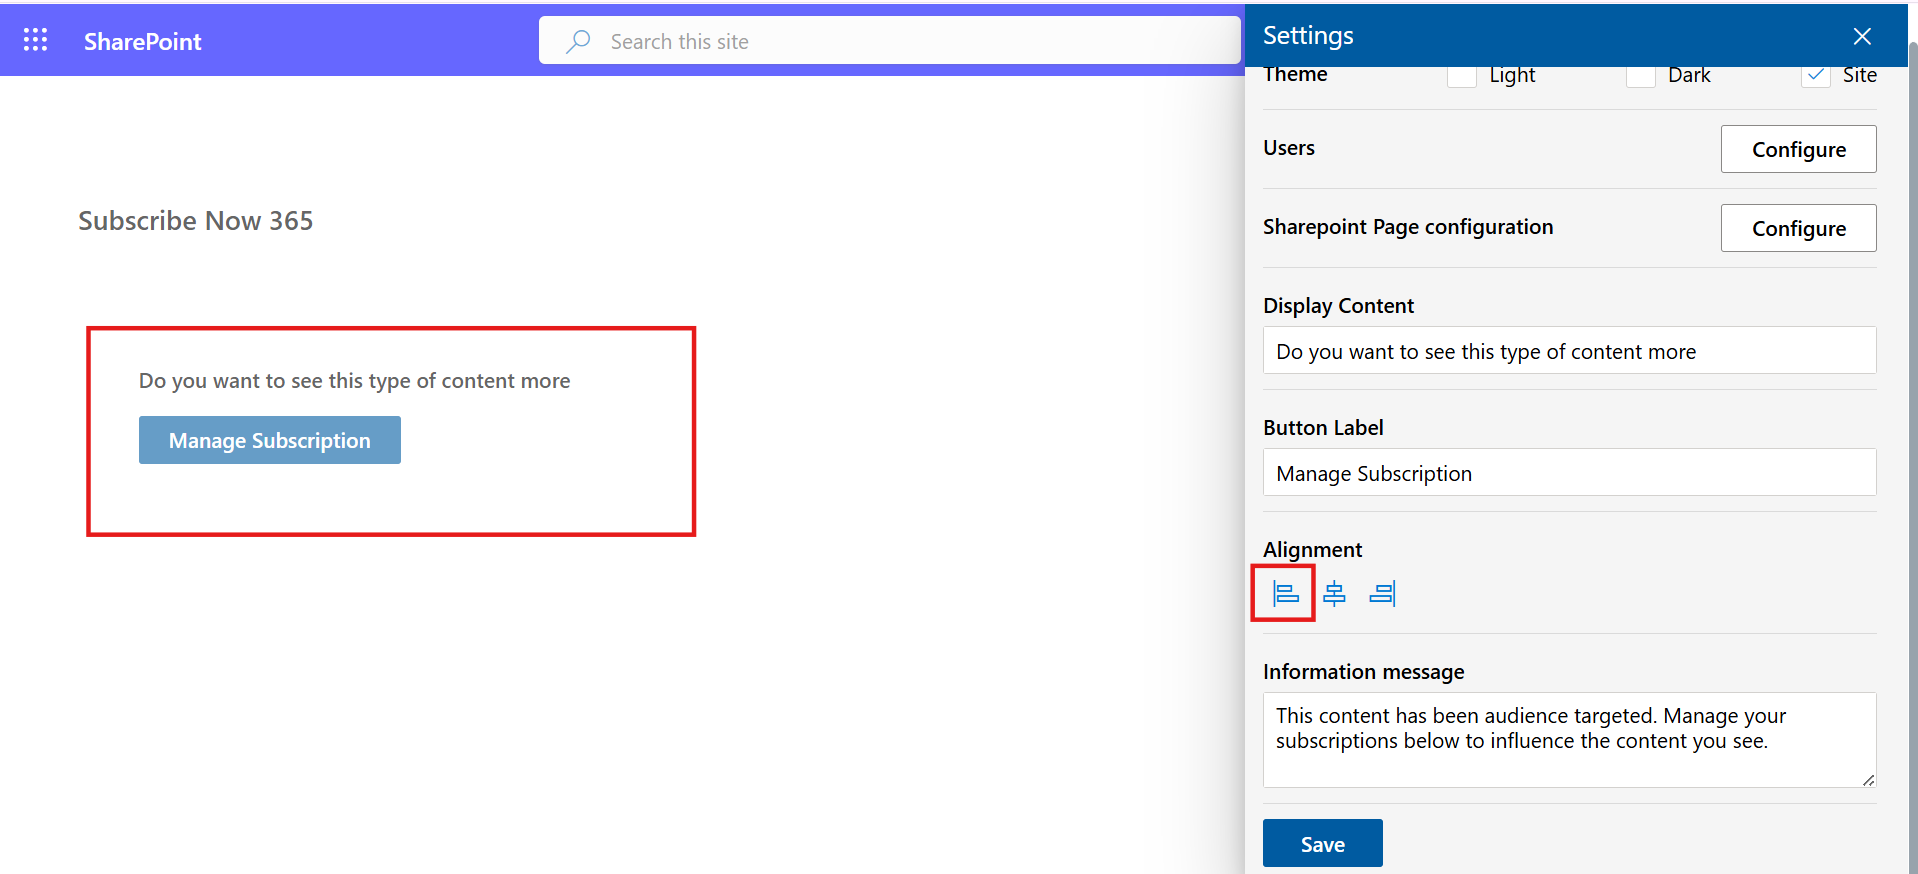 SharePoint
Search this site
Subscribe Now 365
Do you want to see this type of content more
Manage Subscription
Settings
Theme Light Dark Site
Users Configure
Sharepoint Page configuration Configure
Display Content
Do you want to see this type of content more
Button Label
Manage Subscription
Alignment
Information message
This content has been audience targeted. Manage your
subscriptions below to influence the content you see.
Save